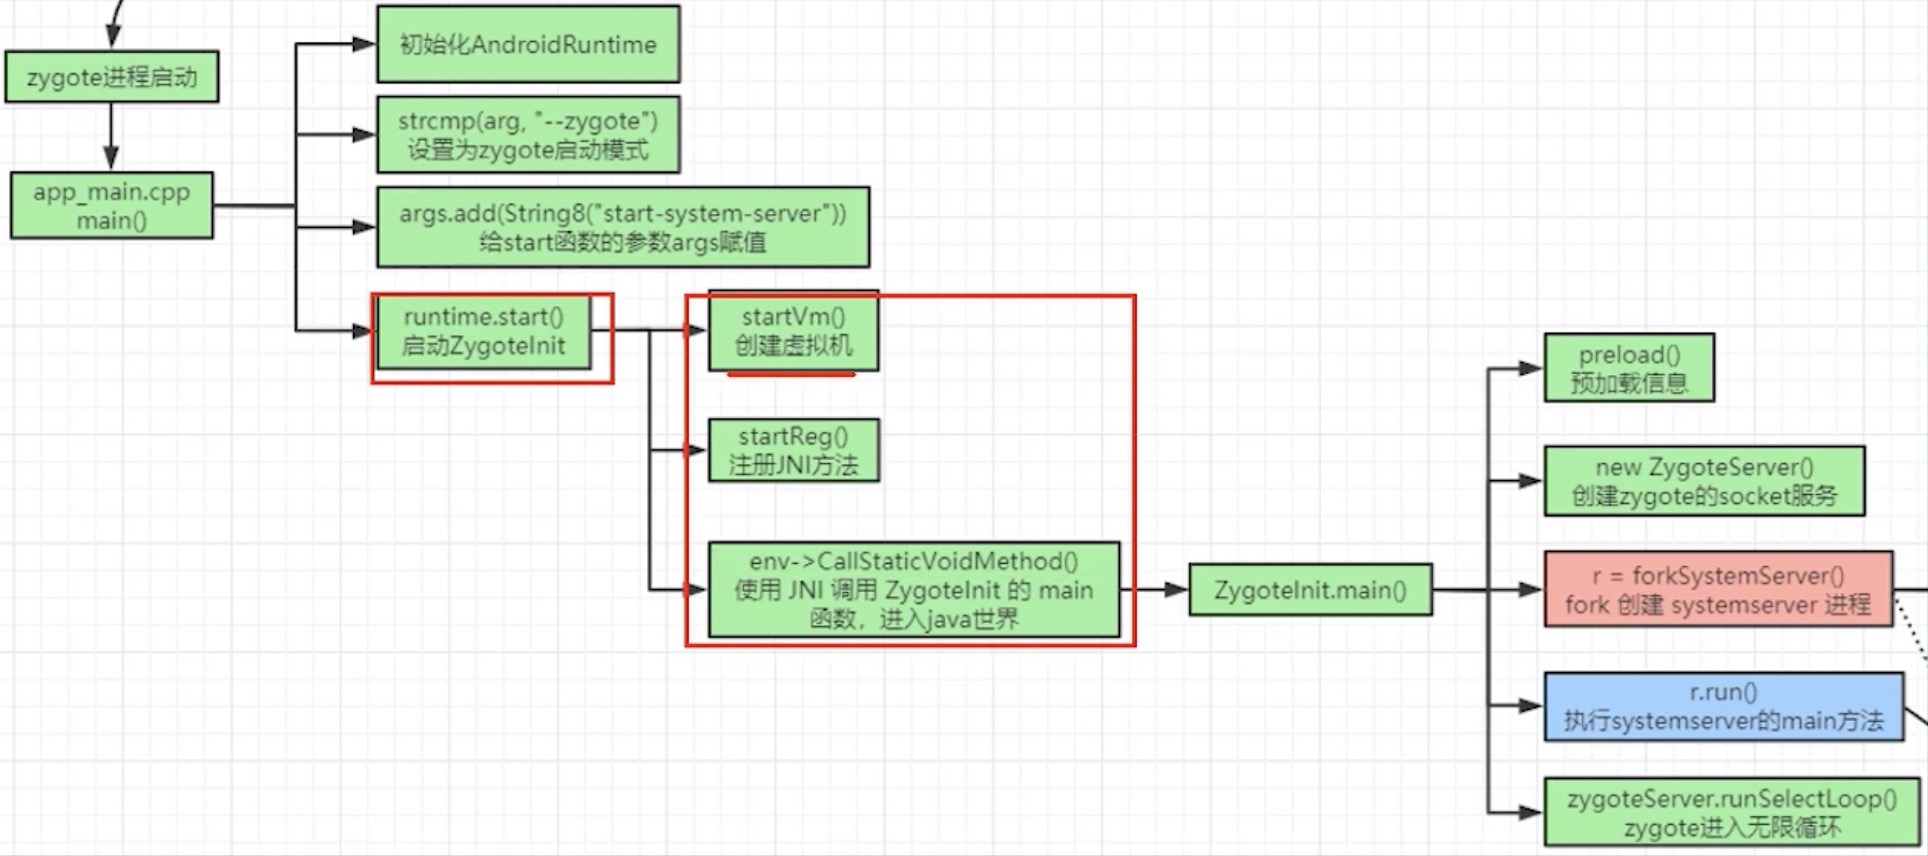 zygote进程启动
app_main.cpp
main()
初始化AndroidRuntime
strcmp(arg, "--zygote")
设置为zygote启动模式
args.add(String8("start-system-server"))
给start函数的参数args赋值
runtime.start()
启动ZygoteInit
startVm()
创建虚拟机
startReg()
注册JNI方法
env->CallStaticVoidMethod()
使用 JNI 调用 ZygoteInit 的 main
函数，进入java世界
ZygoteInit.main()
preload()
预加载信息
new ZygoteServer()
创建zygote的socket服务
r = forkSystemServer()
fork 创建 systemserver 进程
r.run()
执行systemserver的main方法
zygoteServer.runSelectLoop()
zygote进入无限循环